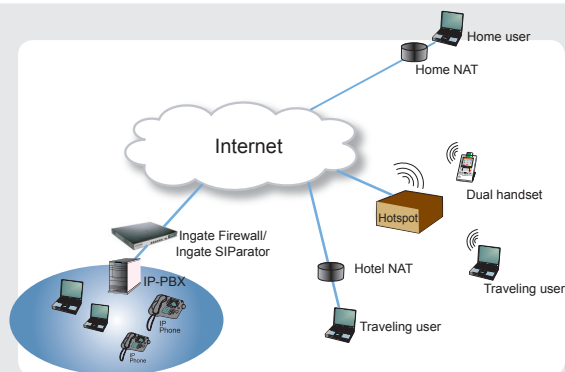 Home user
Home NAT
Internet
Dual handset
Hotspot
Ingate Firewall/
Ingate SIParator
IP-PBX
Hotel NAT
Traveling user
IP
Phone
Traveling user
IP
Phone